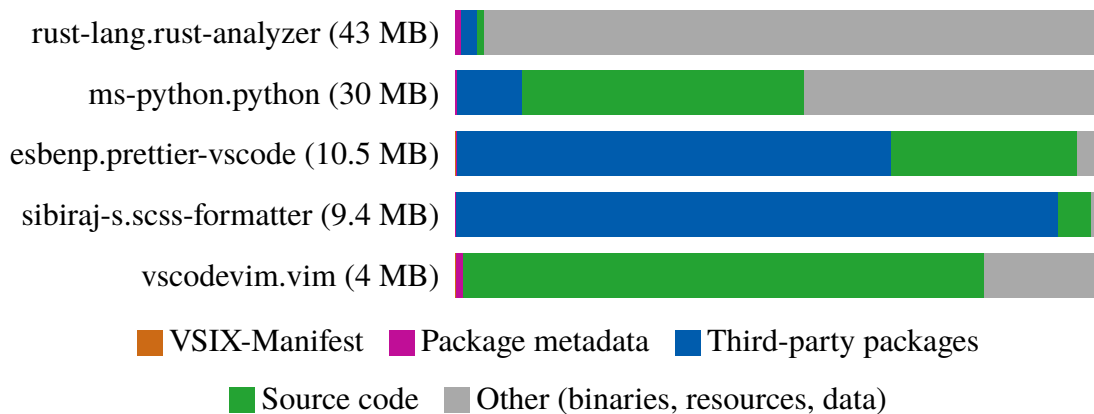 rust-lang.rust-analyzer (43 MB)
ms-python.python (30 MB)
esbenp.prettier-vscode (10.5 MB)
sibiraj-s.scss-formatter (9.4 MB)
vscodevim.vim (4 MB)
VSIX-Manifest Package metadata Third-party packages
Source code Other (binaries, resources, data)